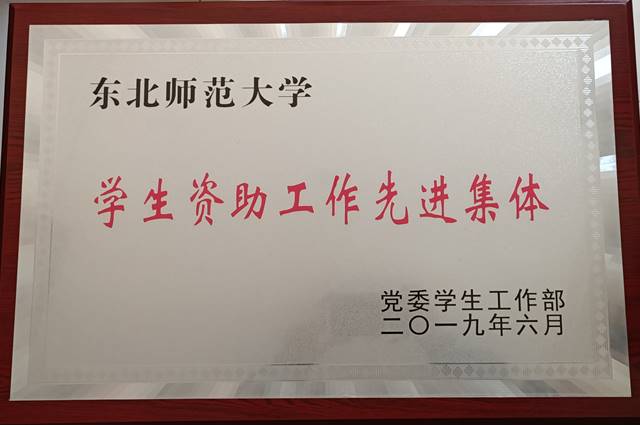 东北师范大学
学生资助工作先进集体
党委学生工作部
二〇一九年六月